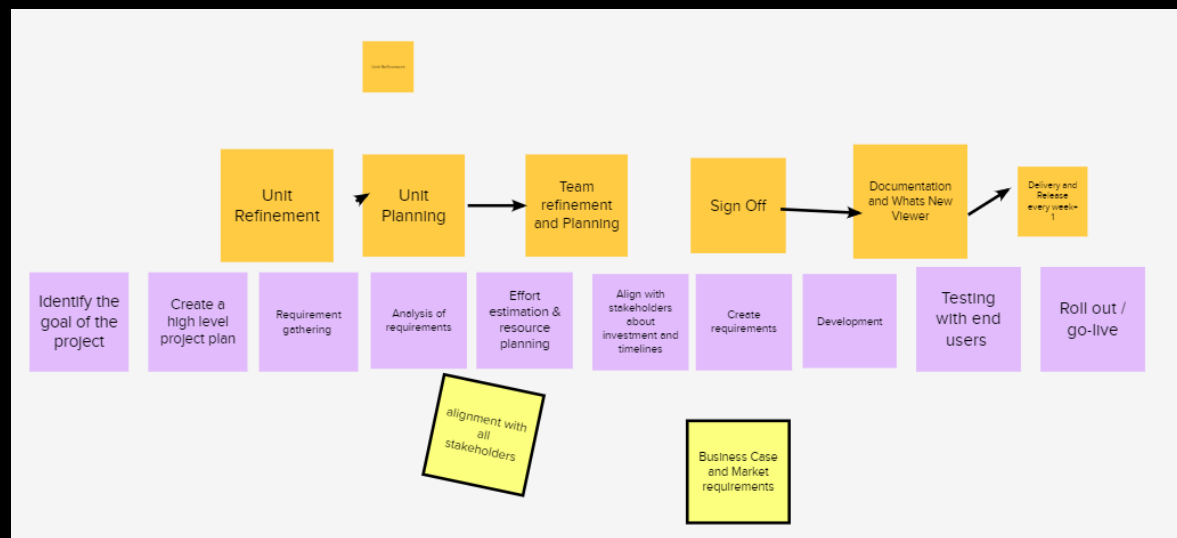 Unit Refinement
Unit
Refinement
Unit
Planning
Team
refinement
and Planning
Sign Off
Documentation
and Whats New
Viewer
Delivery and
Release
every week=
1
Identify the
goal of the
project
Create a
high level
project plan
Requirement
gathering
Analysis of
requirements
Effort
estimation &
resource
planning
Align with
stakeholders
about
investment and
timelines
Create
requirements
Development
Testing
with end
users
Roll out /
go-live
alignment with
all
stakeholders
Business Case
and Market
requirements